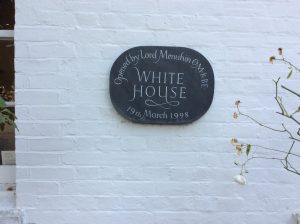 Opened by Lord Menuhin OM KBE
WHITE
HOUSE
19th March 1998